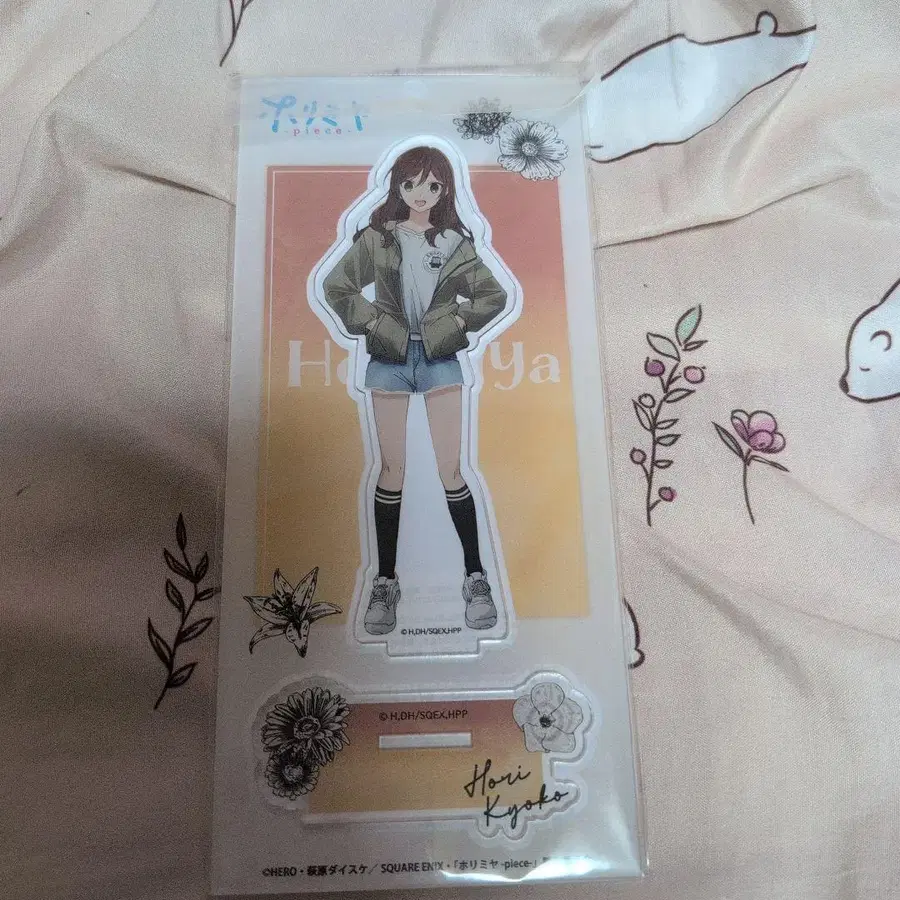 ホリミヤ
-piece-
Ho Ya
© H,DH/SQEX,HPP
© H,DH/SQEX,HPP
Hori
Kyoko
©HERO・萩原ダイスケ／SQUARE ENIX・「ホリミヤ -piece-」